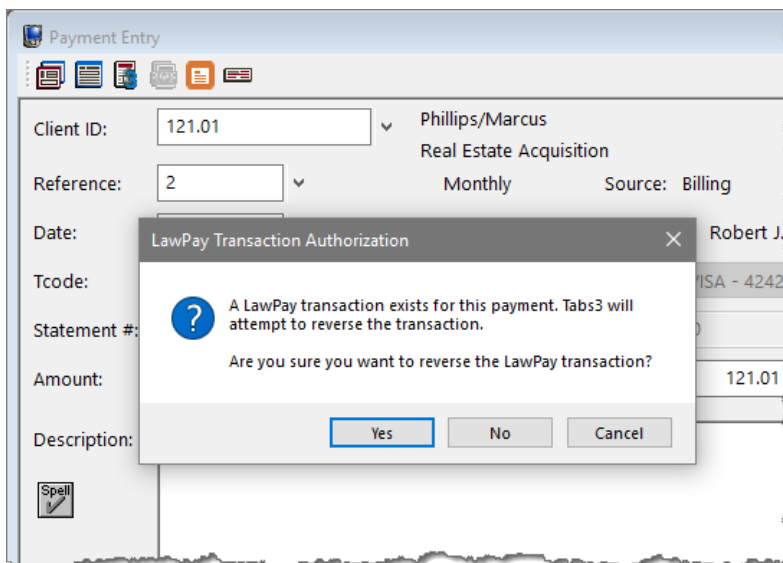 Payment Entry
Client ID:
121.01
Phillips/Marcus
Real Estate Acquisition
Reference:
2
Monthly
Source: Billing
Date:
Robert J.
LawPay Transaction Authorization
Tcode:
VISA - 4242
A LawPay transaction exists for this payment. Tabs3 will
attempt to reverse the transaction.
Statement #:
Are you sure you want to reverse the LawPay transaction?
Amount:
121.01
Yes
No
Cancel
Description:
Spell